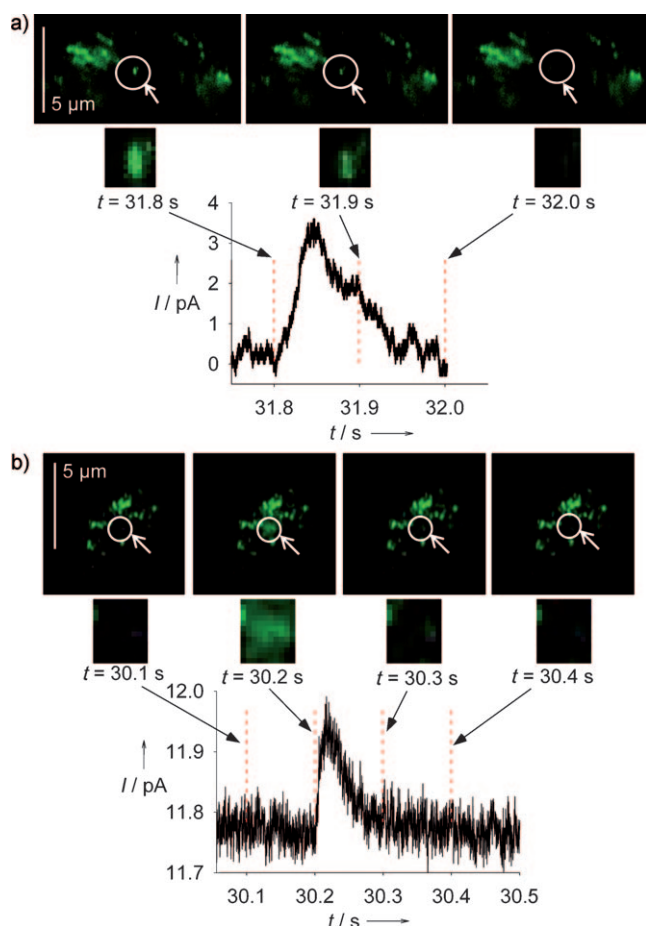 a)
5 µm
t = 31.8 s
t = 31.9 s
t = 32.0 s
4
3
2
1
0
I / pA
31.8
31.9
32.0
t / s
b)
5 µm
t = 30.1 s
t = 30.2 s
t = 30.3 s
t = 30.4 s
12.0
11.9
11.8
11.7
I / pA
30.1
30.2
30.3
30.4
30.5
t / s